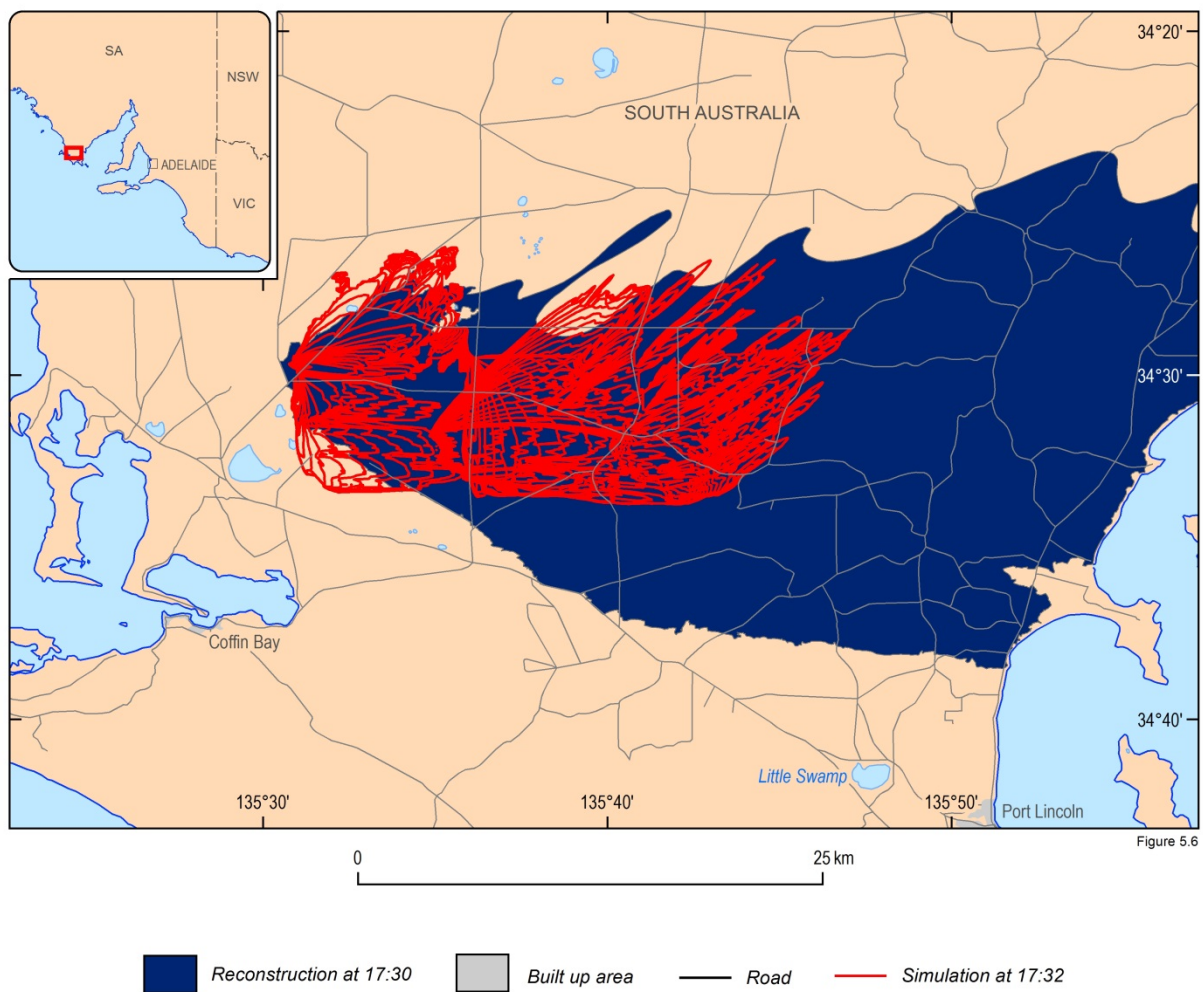 SA
NSW
ADELAIDE
VIC
34°20'
SOUTH AUSTRALIA
34°30'
Coffin Bay
34°40'
Little Swamp
135°30'
135°40'
135°50'
Port Lincoln
Figure 5.6
0
25 km
Reconstruction at 17:30
Built up area
Road
Simulation at 17:32